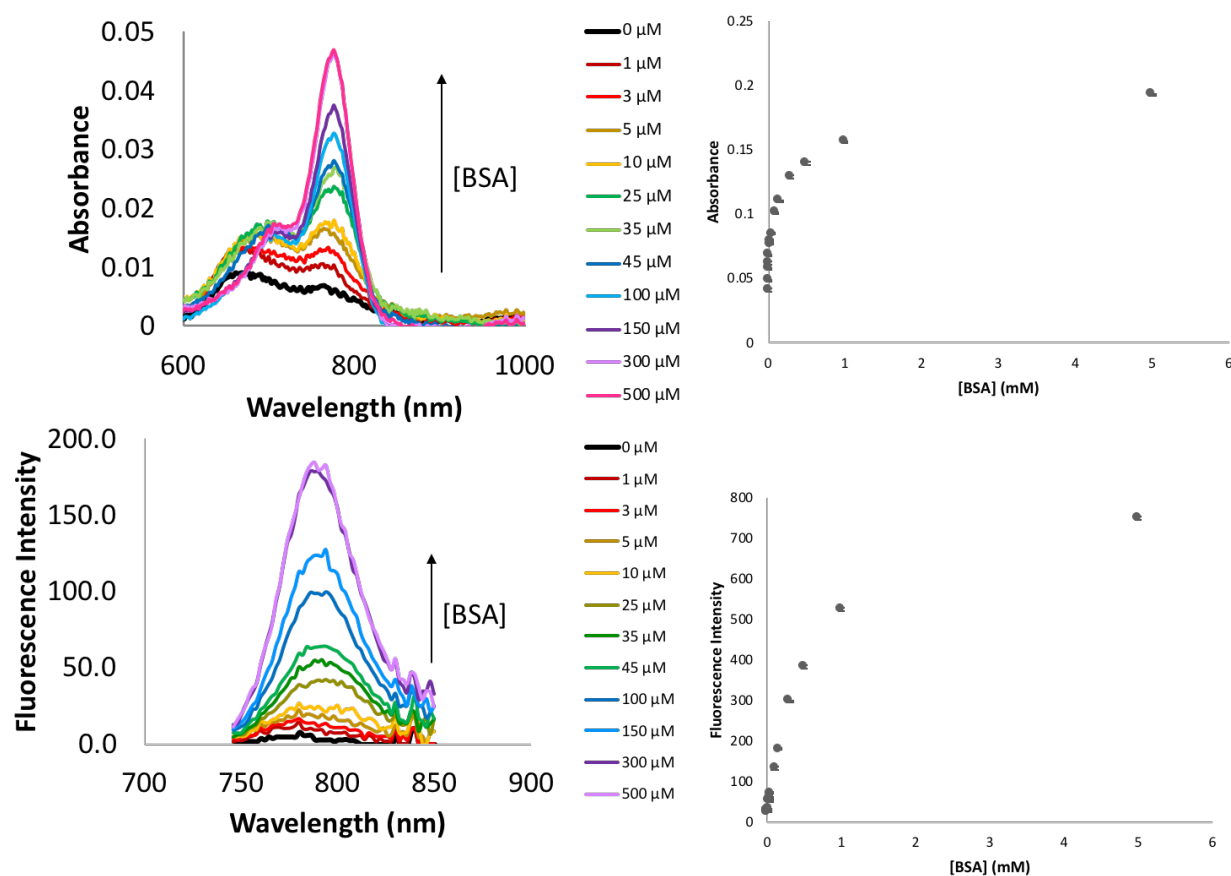 Absorbance
0.05
0.04
0.03
0.02
0.01
0
600
800
1000
Wavelength (nm)
[BSA]
0 µM
1 µM
3 µM
5 µM
10 µM
25 µM
35 µM
45 µM
100 µM
150 µM
300 µM
500 µM
Absorbance
0.25
0.2
0.15
0.1
0.05
0
0
1
2
3
4
5
6
[BSA] (mM)
Fluorescence Intensity
200.0
150.0
100.0
50.0
0.0
700
750
800
850
900
Wavelength (nm)
[BSA]
0 µM
1 µM
3 µM
5 µM
10 µM
25 µM
35 µM
45 µM
100 µM
150 µM
300 µM
500 µM
Fluorescence Intensity
800
700
600
500
400
300
200
100
0
0
1
2
3
4
5
6
[BSA] (mM)